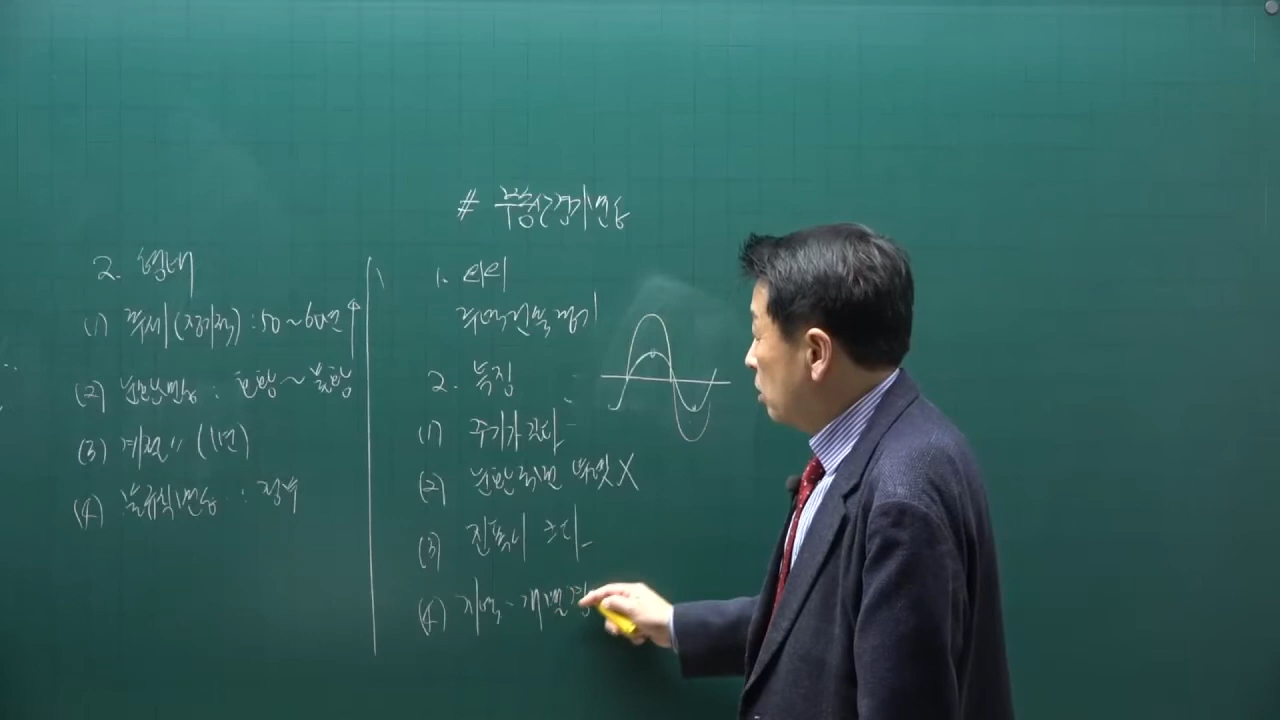 2. 형태
(1) 추세(장기적) : 50~60년
(2) 순환변동 : 호황~불황
(3) 계절 〃 (1년)
(4) 불규칙변동 : 정부
# 부동산경기변동
1. 의의
주거건축경기
2. 특징
(1) 주기가 길다
(2) 순환국면 뚜렷 X
(3) 진폭이 크다
(4) 지역적·개별적